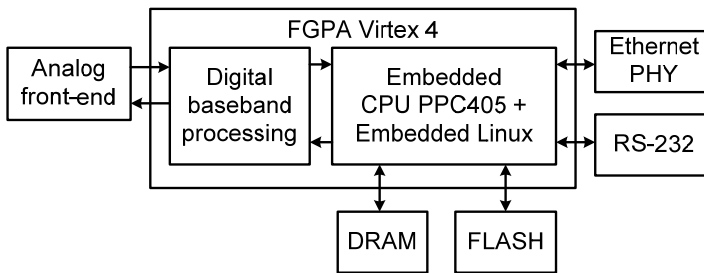 FGPA Virtex 4
Analog
front-end
Digital
baseband
processing
Embedded
CPU PPC405 +
Embedded Linux
Ethernet
PHY
RS-232
DRAM
FLASH